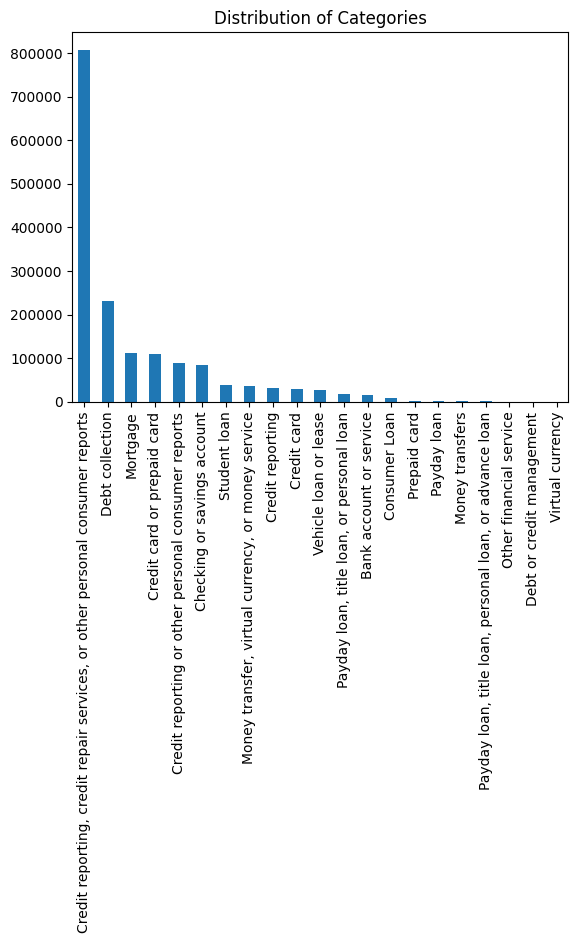 Distribution of Categories
800000
700000
600000
500000
400000
300000
200000
100000
0
Credit reporting, credit repair services, or other personal consumer reports
Debt collection
Mortgage
Credit card or prepaid card
Credit reporting or other personal consumer reports
Checking or savings account
Student loan
Money transfer, virtual currency, or money service
Credit reporting
Credit card
Vehicle loan or lease
Payday loan, title loan, or personal loan
Bank account or service
Consumer Loan
Prepaid card
Payday loan
Money transfers
Payday loan, title loan, personal loan, or advance loan
Other financial service
Debt or credit management
Virtual currency